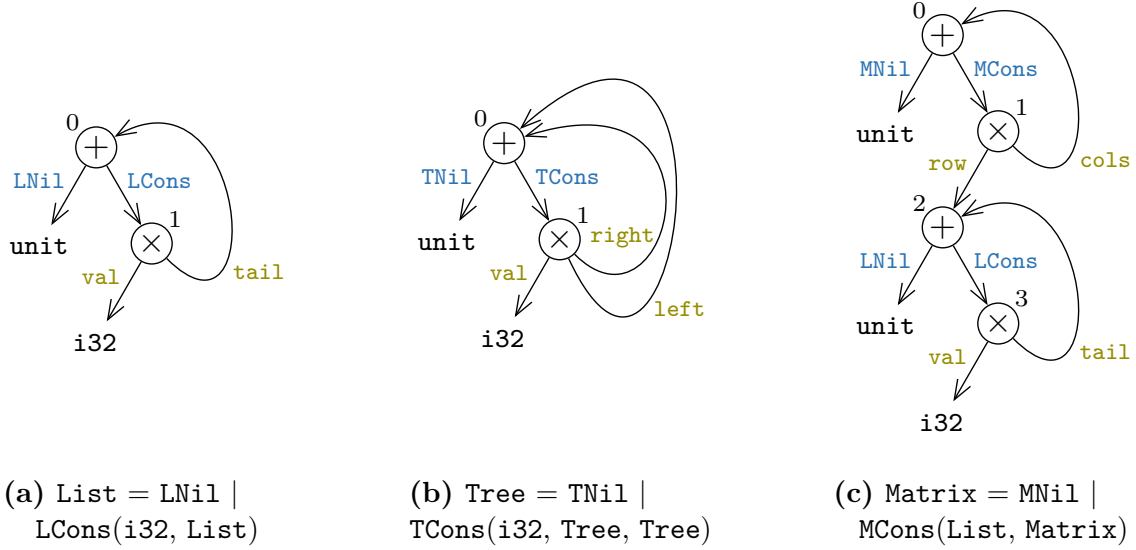 0
+
LNil LCons
1
unit
×
val
tail
i32
(a) List = LNil |
LCons(i32, List)
0
+
TNil TCons
1
unit
×
right
val
left
i32
(b) Tree = TNil |
TCons(i32, Tree, Tree)
0
+
MNil MCons
1
unit
×
row
cols
2
+
LNil LCons
3
unit
×
val
tail
i32
(c) Matrix = MNil |
MCons(List, Matrix)